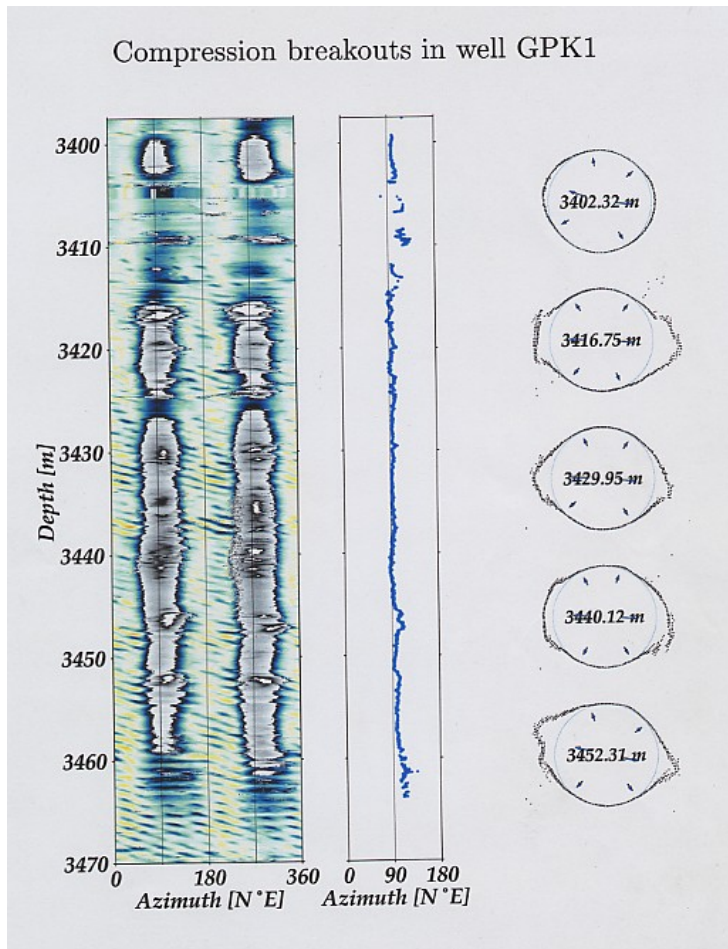 Compression breakouts in well GPK1
3400
3410
3420
3430
3440
3450
3460
3470
Depth [m]
0 180 360
Azimuth [N°E]
0 90 180
Azimuth [N°E]
3402.32 m
3416.75 m
3429.95 m
3440.12 m
3452.31 m